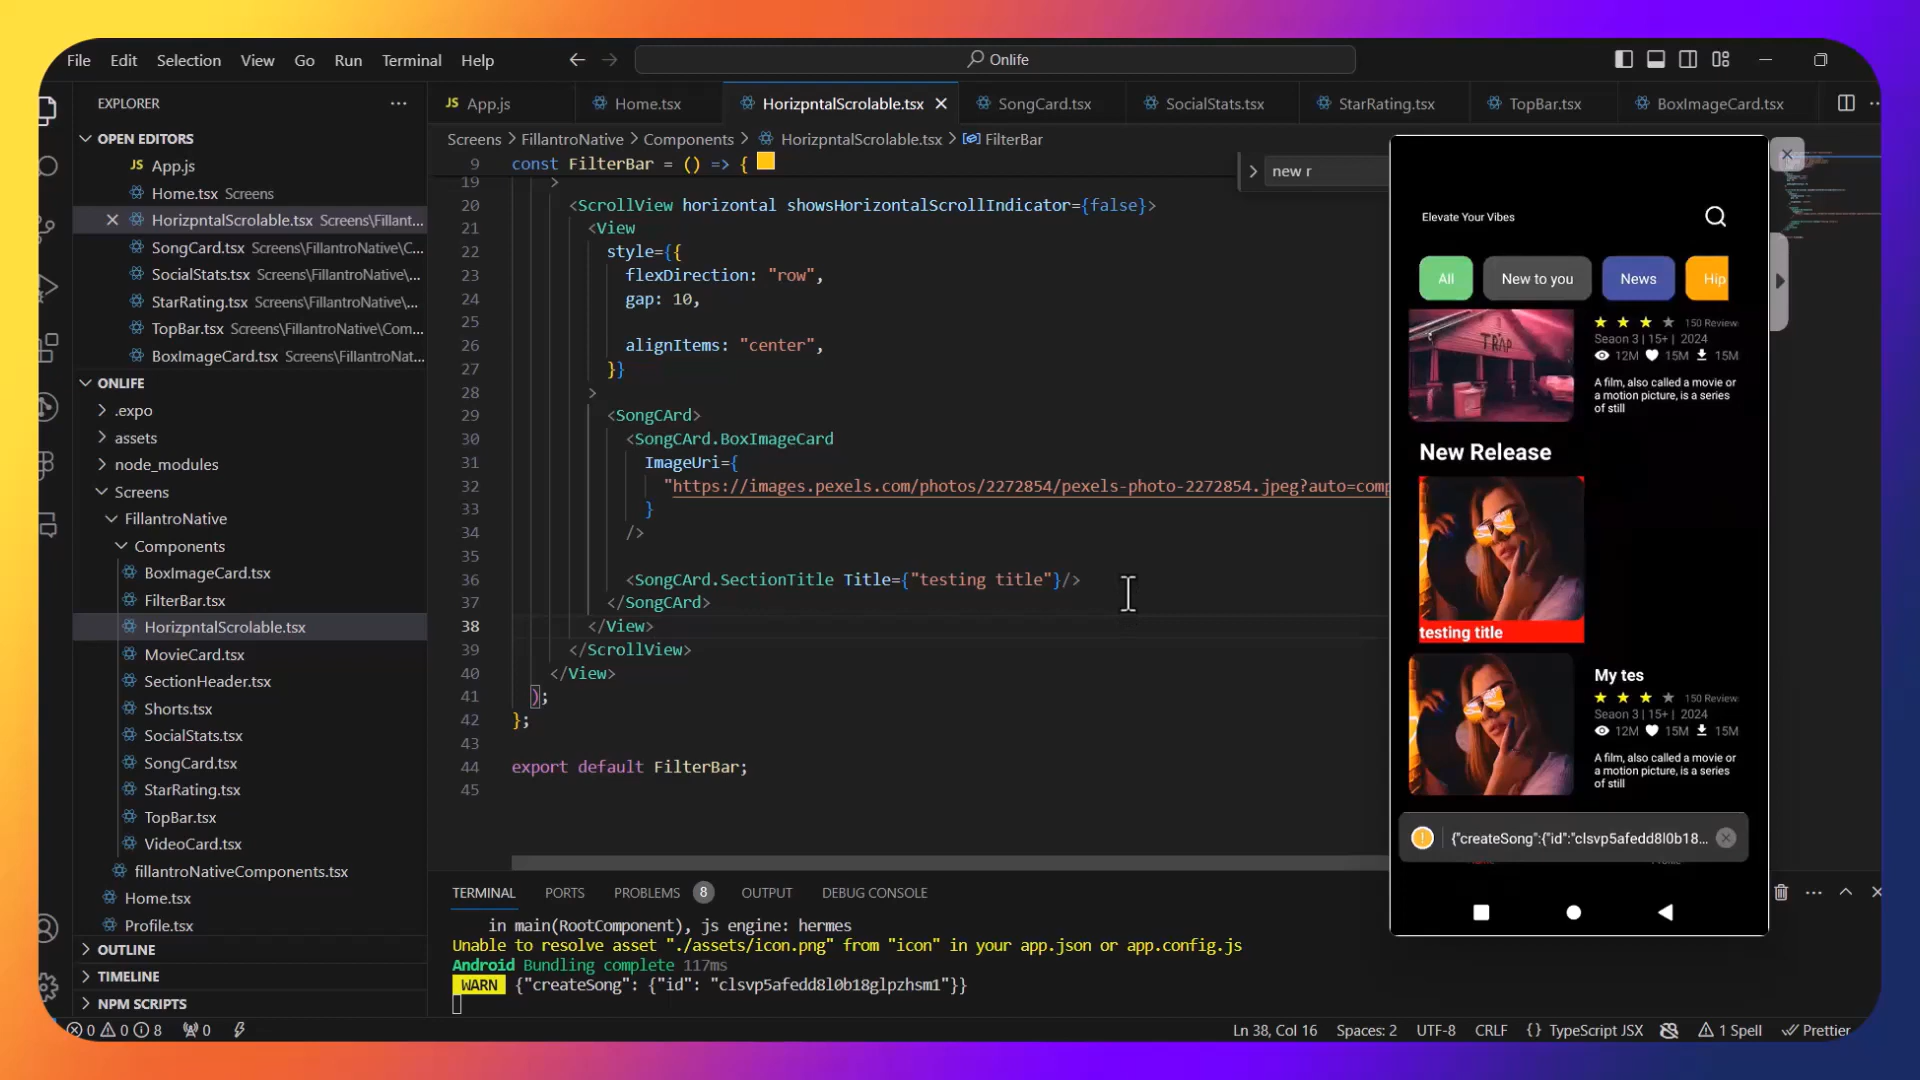 File Edit Selection View Go Run Terminal Help
Onlife
EXPLORER
OPEN EDITORS
App.js
Home.tsx Screens
HorizpntalScrolable.tsx Screens\Fillant...
SongCard.tsx Screens\FillantroNative\C...
SocialStats.tsx Screens\FillantroNative\...
StarRating.tsx Screens\FillantroNative\...
TopBar.tsx Screens\FillantroNative\Com...
BoxImageCard.tsx Screens\FillantroNat...
ONLIFE
.expo
assets
node_modules
Screens
FillantroNative
Components
BoxImageCard.tsx
FilterBar.tsx
HorizpntalScrolable.tsx
MovieCard.tsx
SectionHeader.tsx
Shorts.tsx
SocialStats.tsx
SongCard.tsx
StarRating.tsx
TopBar.tsx
VideoCard.tsx
fillantroNativeComponents.tsx
Home.tsx
Profile.tsx
OUTLINE
TIMELINE
NPM SCRIPTS
App.js Home.tsx HorizpntalScrolable.tsx SongCard.tsx SocialStats.tsx StarRating.tsx TopBar.tsx BoxImageCard.tsx
Screens > FillantroNative > Components > HorizpntalScrolable.tsx > FilterBar
new r
9 const FilterBar = () => {
19 >
20 <ScrollView horizontal showsHorizontalScrollIndicator={false}>
21 <View
22 style={{
23 flexDirection: "row",
24 gap: 10,
25
26 alignItems: "center",
27 }}
28 >
29 <SongCArd>
30 <SongCArd.BoxImageCard
31 ImageUri={
32 "https://images.pexels.com/photos/2272854/pexels-photo-2272854.jpeg?auto=comp
33 }
34 />
35
36 <SongCArd.SectionTitle Title={"testing title"}/>
37 </SongCArd>
38 </View>
39 </ScrollView>
40 </View>
41 );
42 };
43
44 export default FilterBar;
45
TERMINAL PORTS PROBLEMS 8 OUTPUT DEBUG CONSOLE
in main(RootComponent), js engine: hermes
Unable to resolve asset "./assets/icon.png" from "icon" in your app.json or app.config.js
Android Bundling complete 117ms
WARN {"createSong": {"id": "clsvp5afedd8l0b18glpzhsm1"}}
Elevate Your Vibes
All New to you News Hip
TRAP
150 Review
Seaon 3 | 15+ | 2024
12M 15M 15M
A film, also called a movie or
a motion picture, is a series
of still
New Release
testing title
My tes
150 Review
Seaon 3 | 15+ | 2024
12M 15M 15M
A film, also called a movie or
a motion picture, is a series
of still
{"createSong":{"id":"clsvp5afedd8l0b18...
0 0 8 0 Ln 38, Col 16 Spaces: 2 UTF-8 CRLF {} TypeScript JSX 1 Spell Prettier